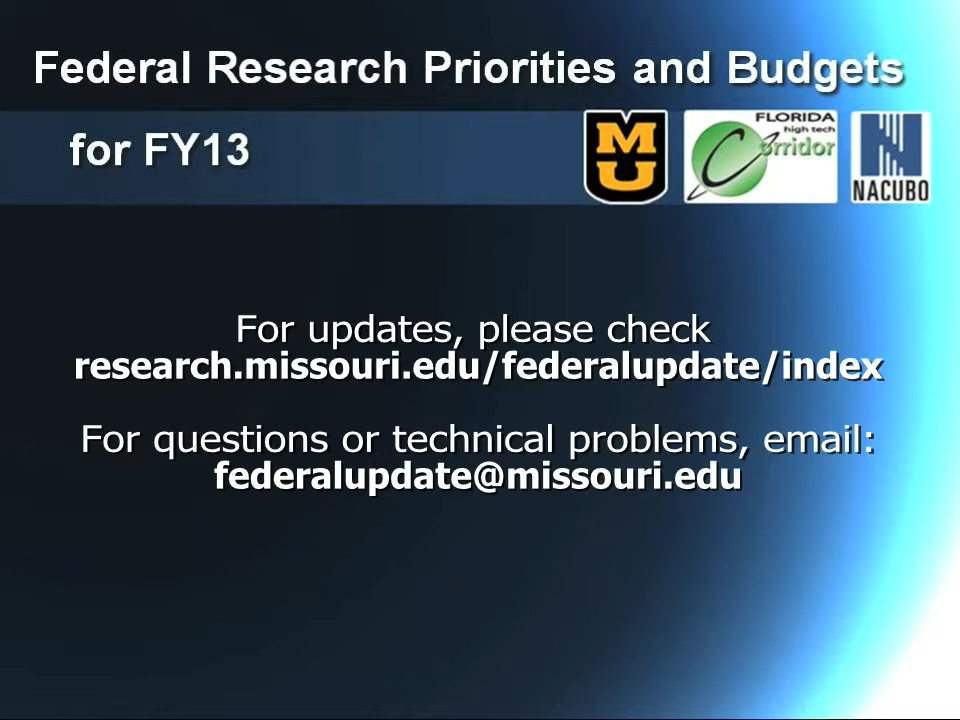 Federal Research Priorities and Budgets
for FY13
MU
FLORIDA
high tech
Corridor
N
NACUBO
For updates, please check
research.missouri.edu/federalupdate/index
For questions or technical problems, email:
federalupdate@missouri.edu